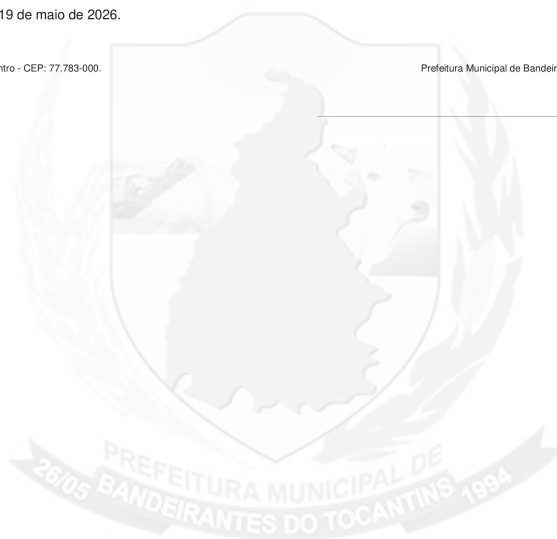 19 de maio de 2026.
ntro - CEP: 77.783-000.
Prefeitura Municipal de Bandeir
PREFEITURA MUNICIPAL DE
26/05 BANDEIRANTES DO TOCANTINS 1994